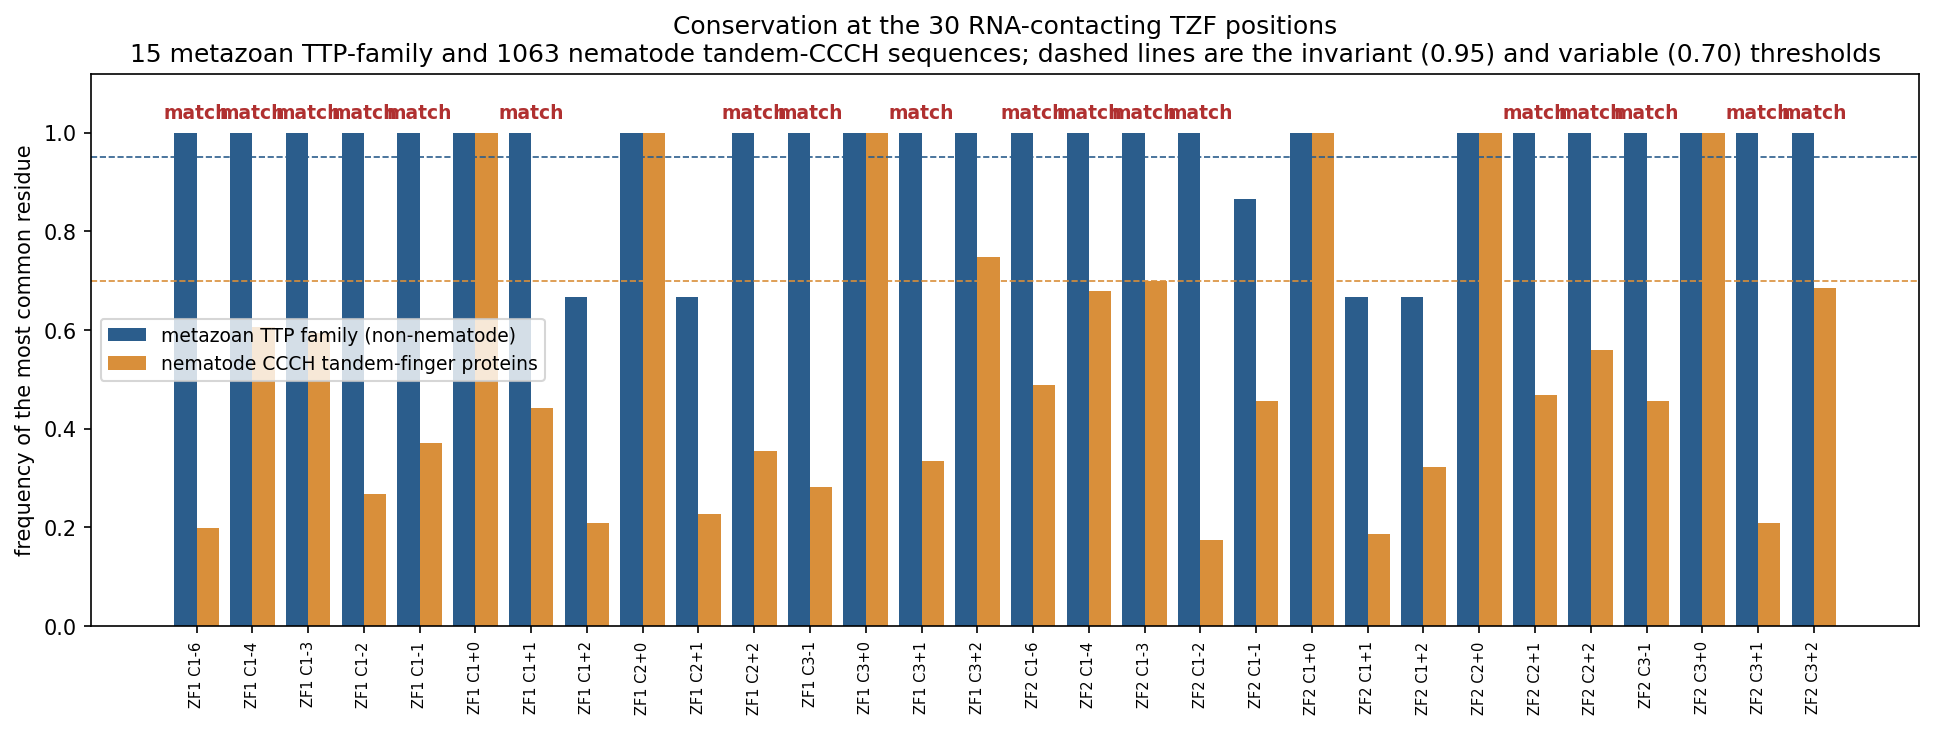 Conservation at the 30 RNA-contacting TZF positions
15 metazoan TTP-family and 1063 nematode tandem-CCCH sequences; dashed lines are the invariant (0.95) and variable (0.70) thresholds
match match match match match match match match match match match match match match match match match match
frequency of the most common residue
1.0
0.8
0.6
0.4
0.2
0.0
metazoan TTP family (non-nematode)
nematode CCCH tandem-finger proteins
ZF1 C1-6
ZF1 C1-4
ZF1 C1-3
ZF1 C1-2
ZF1 C1-1
ZF1 C1+0
ZF1 C1+1
ZF1 C1+2
ZF1 C2+0
ZF1 C2+1
ZF1 C2+2
ZF1 C3-1
ZF1 C3+0
ZF1 C3+1
ZF1 C3+2
ZF2 C1-6
ZF2 C1-4
ZF2 C1-3
ZF2 C1-2
ZF2 C1-1
ZF2 C1+0
ZF2 C1+1
ZF2 C1+2
ZF2 C2+0
ZF2 C2+1
ZF2 C2+2
ZF2 C3-1
ZF2 C3+0
ZF2 C3+1
ZF2 C3+2